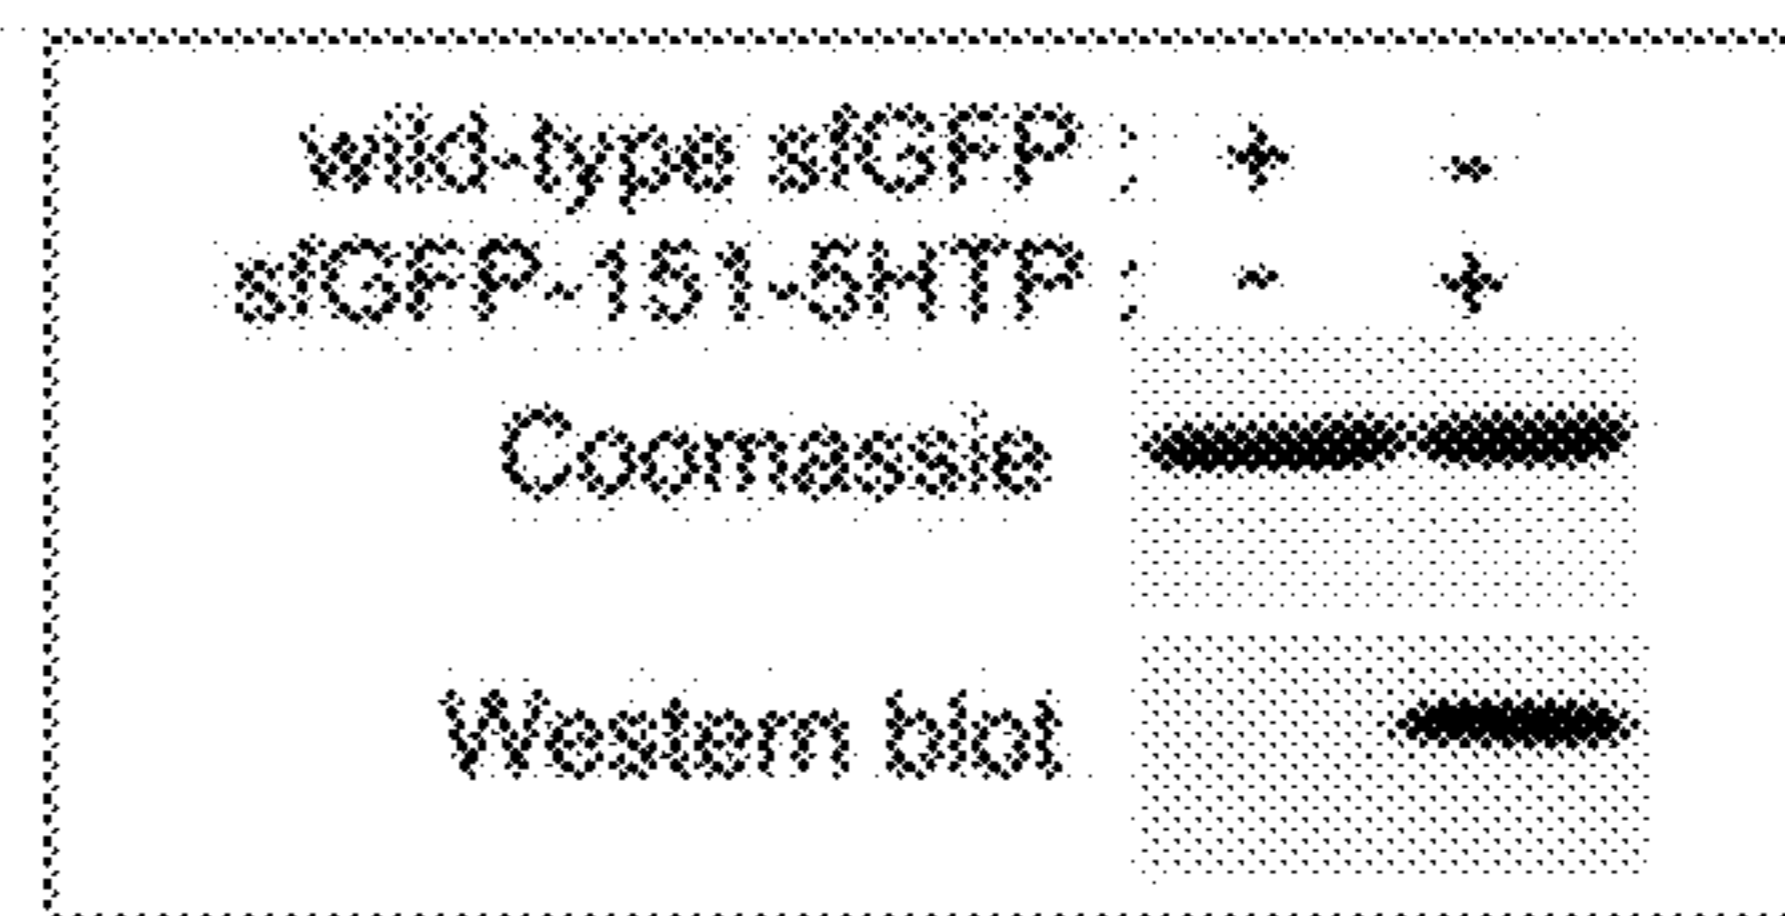 wild-type sfGFP : + -
sfGFP-151-5HTP : - +
Coomassie
Western blot